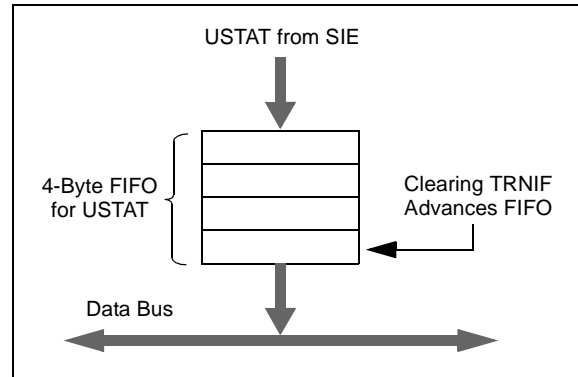 USTAT from SIE
4-Byte FIFO
for USTAT
Clearing TRNIF
Advances FIFO
Data Bus